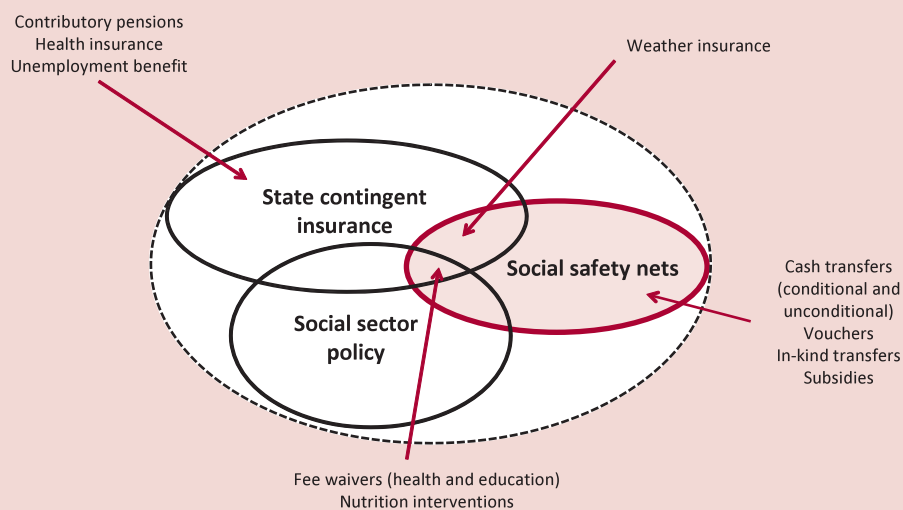 Contributory pensions
Health insurance
Unemployment benefit
Weather insurance
State contingent
insurance
Social safety nets
Social sector
policy
Cash transfers
(conditional and
unconditional)
Vouchers
In-kind transfers
Subsidies
Fee waivers (health and education)
Nutrition interventions